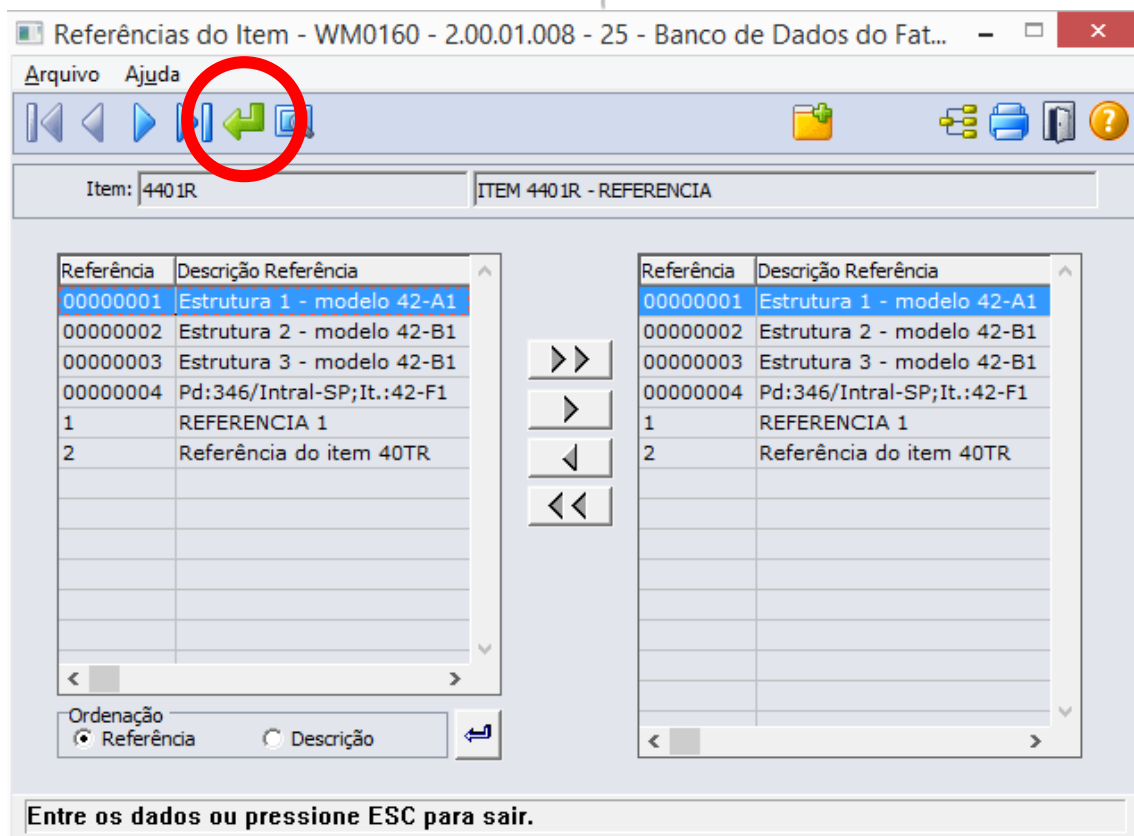 Referências do Item - WM0160 - 2.00.01.008 - 25 - Banco de Dados do Fat...
Arquivo Ajuda
Item: 4401R ITEM 4401R - REFERENCIA
Referência Descrição Referência Referência Descrição Referência
00000001 Estrutura 1 - modelo 42-A1 00000001 Estrutura 1 - modelo 42-A1
00000002 Estrutura 2 - modelo 42-B1 00000002 Estrutura 2 - modelo 42-B1
00000003 Estrutura 3 - modelo 42-B1 00000003 Estrutura 3 - modelo 42-B1
00000004 Pd:346/Intral-SP;It.:42-F1 00000004 Pd:346/Intral-SP;It.:42-F1
1 REFERENCIA 1 1 REFERENCIA 1
2 Referência do item 40TR 2 Referência do item 40TR
Ordenação
Referência Descrição
Entre os dados ou pressione ESC para sair.